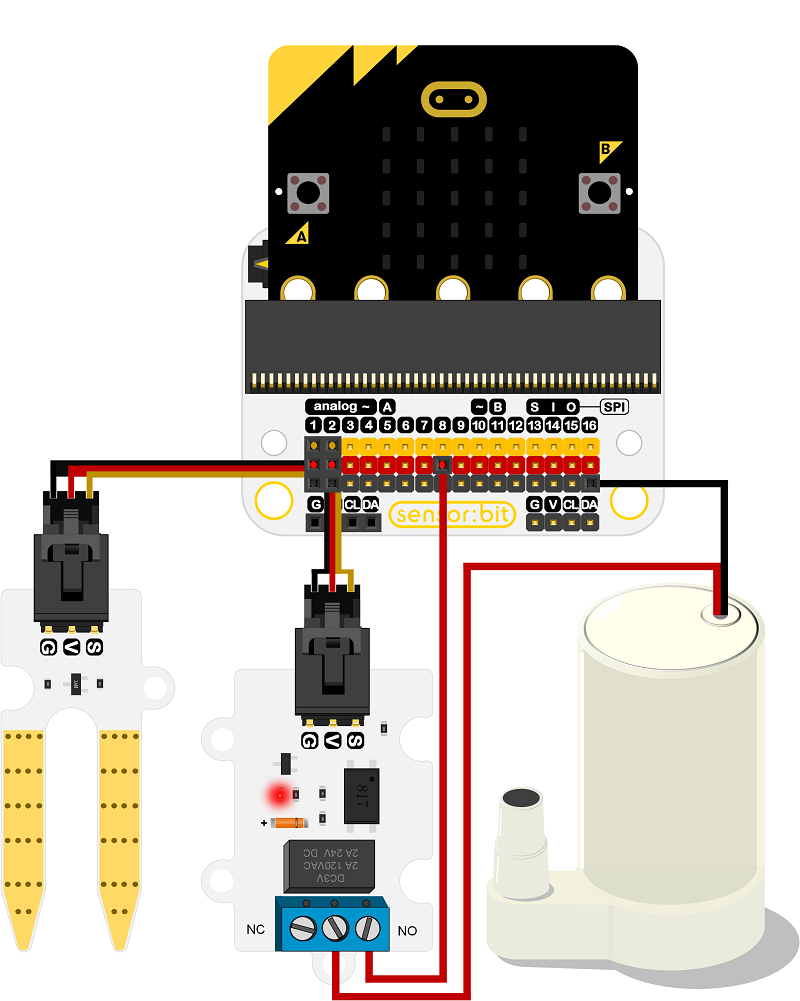 B
A
analog ~ A ~ B S I O SPI
1 2 3 4 5 6 7 8 9 10 11 12 13 14 15 16
G CL DA sensor:bit G V CL DA
G V S
G V S
817
+
DC3V
2A 120VAC
2A 24V DC
NC NO